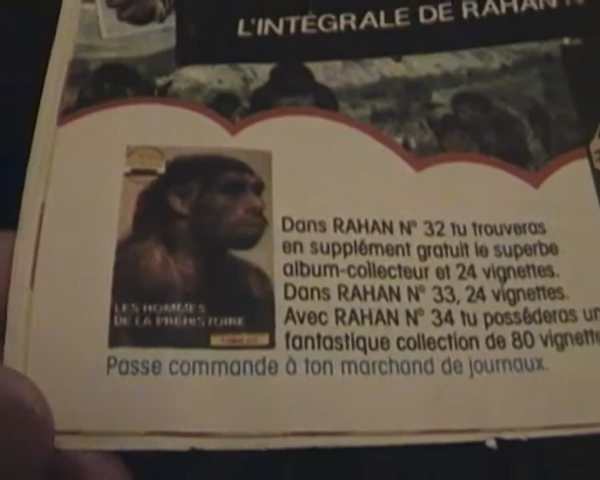 L'INTÉGRALE DE RAHAN
Dans RAHAN N° 32 tu trouveras
en supplément gratuit le superbe
album-collecteur et 24 vignettes.
Dans RAHAN N° 33, 24 vignettes.
Avec RAHAN N° 34 tu posséderas un
fantastique collection de 80 vignette
LES HOMMES
DE LA PRÉHISTOIRE
Passe commande à ton marchand de journaux.